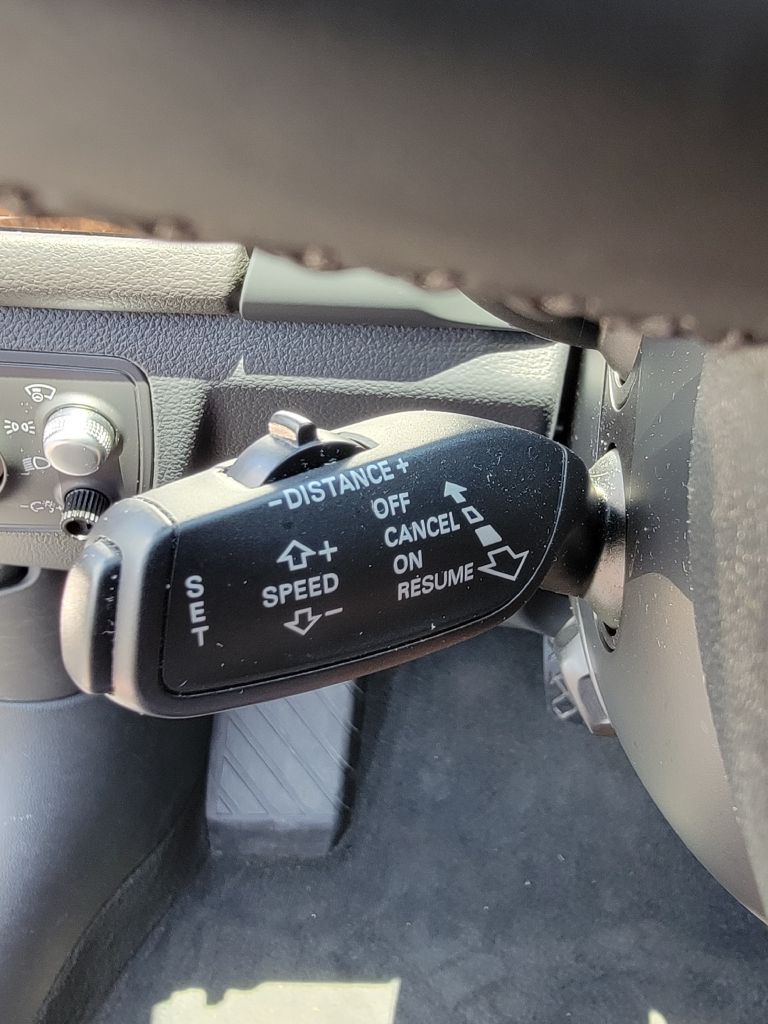 -DISTANCE+
OFF
CANCEL
ON
RESUME
+
SPEED
-
SET